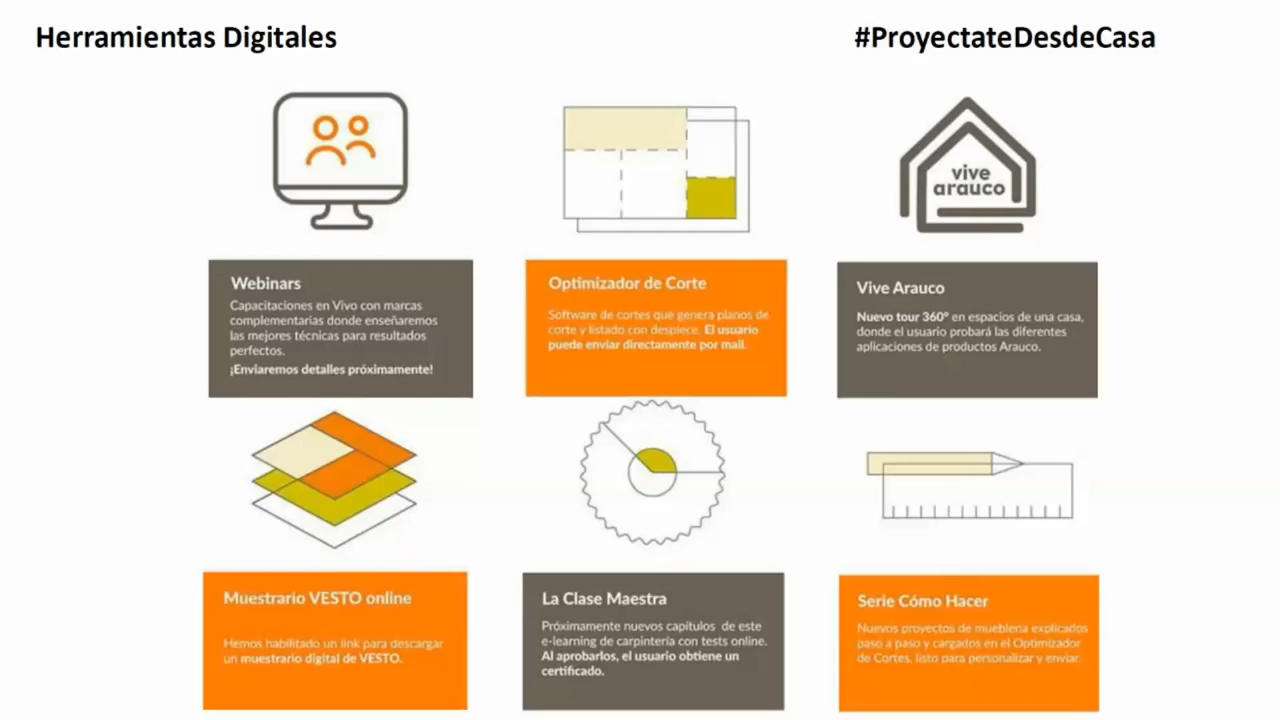 Herramientas Digitales
#ProyectateDesdeCasa
vive
arauco
Webinars
Capacitaciones en Vivo con marcas
complementarias donde enseñaremos
las mejores técnicas para resultados
perfectos.
¡Enviaremos detalles próximamente!
Optimizador de Corte
Software de cortes que genera planos de
corte y listado con despiece. El usuario
puede enviar directamente por mail.
Vive Arauco
Nuevo tour 360° en espacios de una casa,
donde el usuario probará las diferentes
aplicaciones de productos Arauco.
Muestrario VESTO online
Hemos habilitado un link para descargar
un muestrario digital de VESTO.
La Clase Maestra
Próximamente nuevos capítulos de este
e-learning de carpintería con tests online.
Al aprobarlos, el usuario obtiene un
certificado.
Serie Cómo Hacer
Nuevos proyectos de mueblería explicados
paso a paso y cargados en el Optimizador
de Cortes, listo para personalizar y enviar.